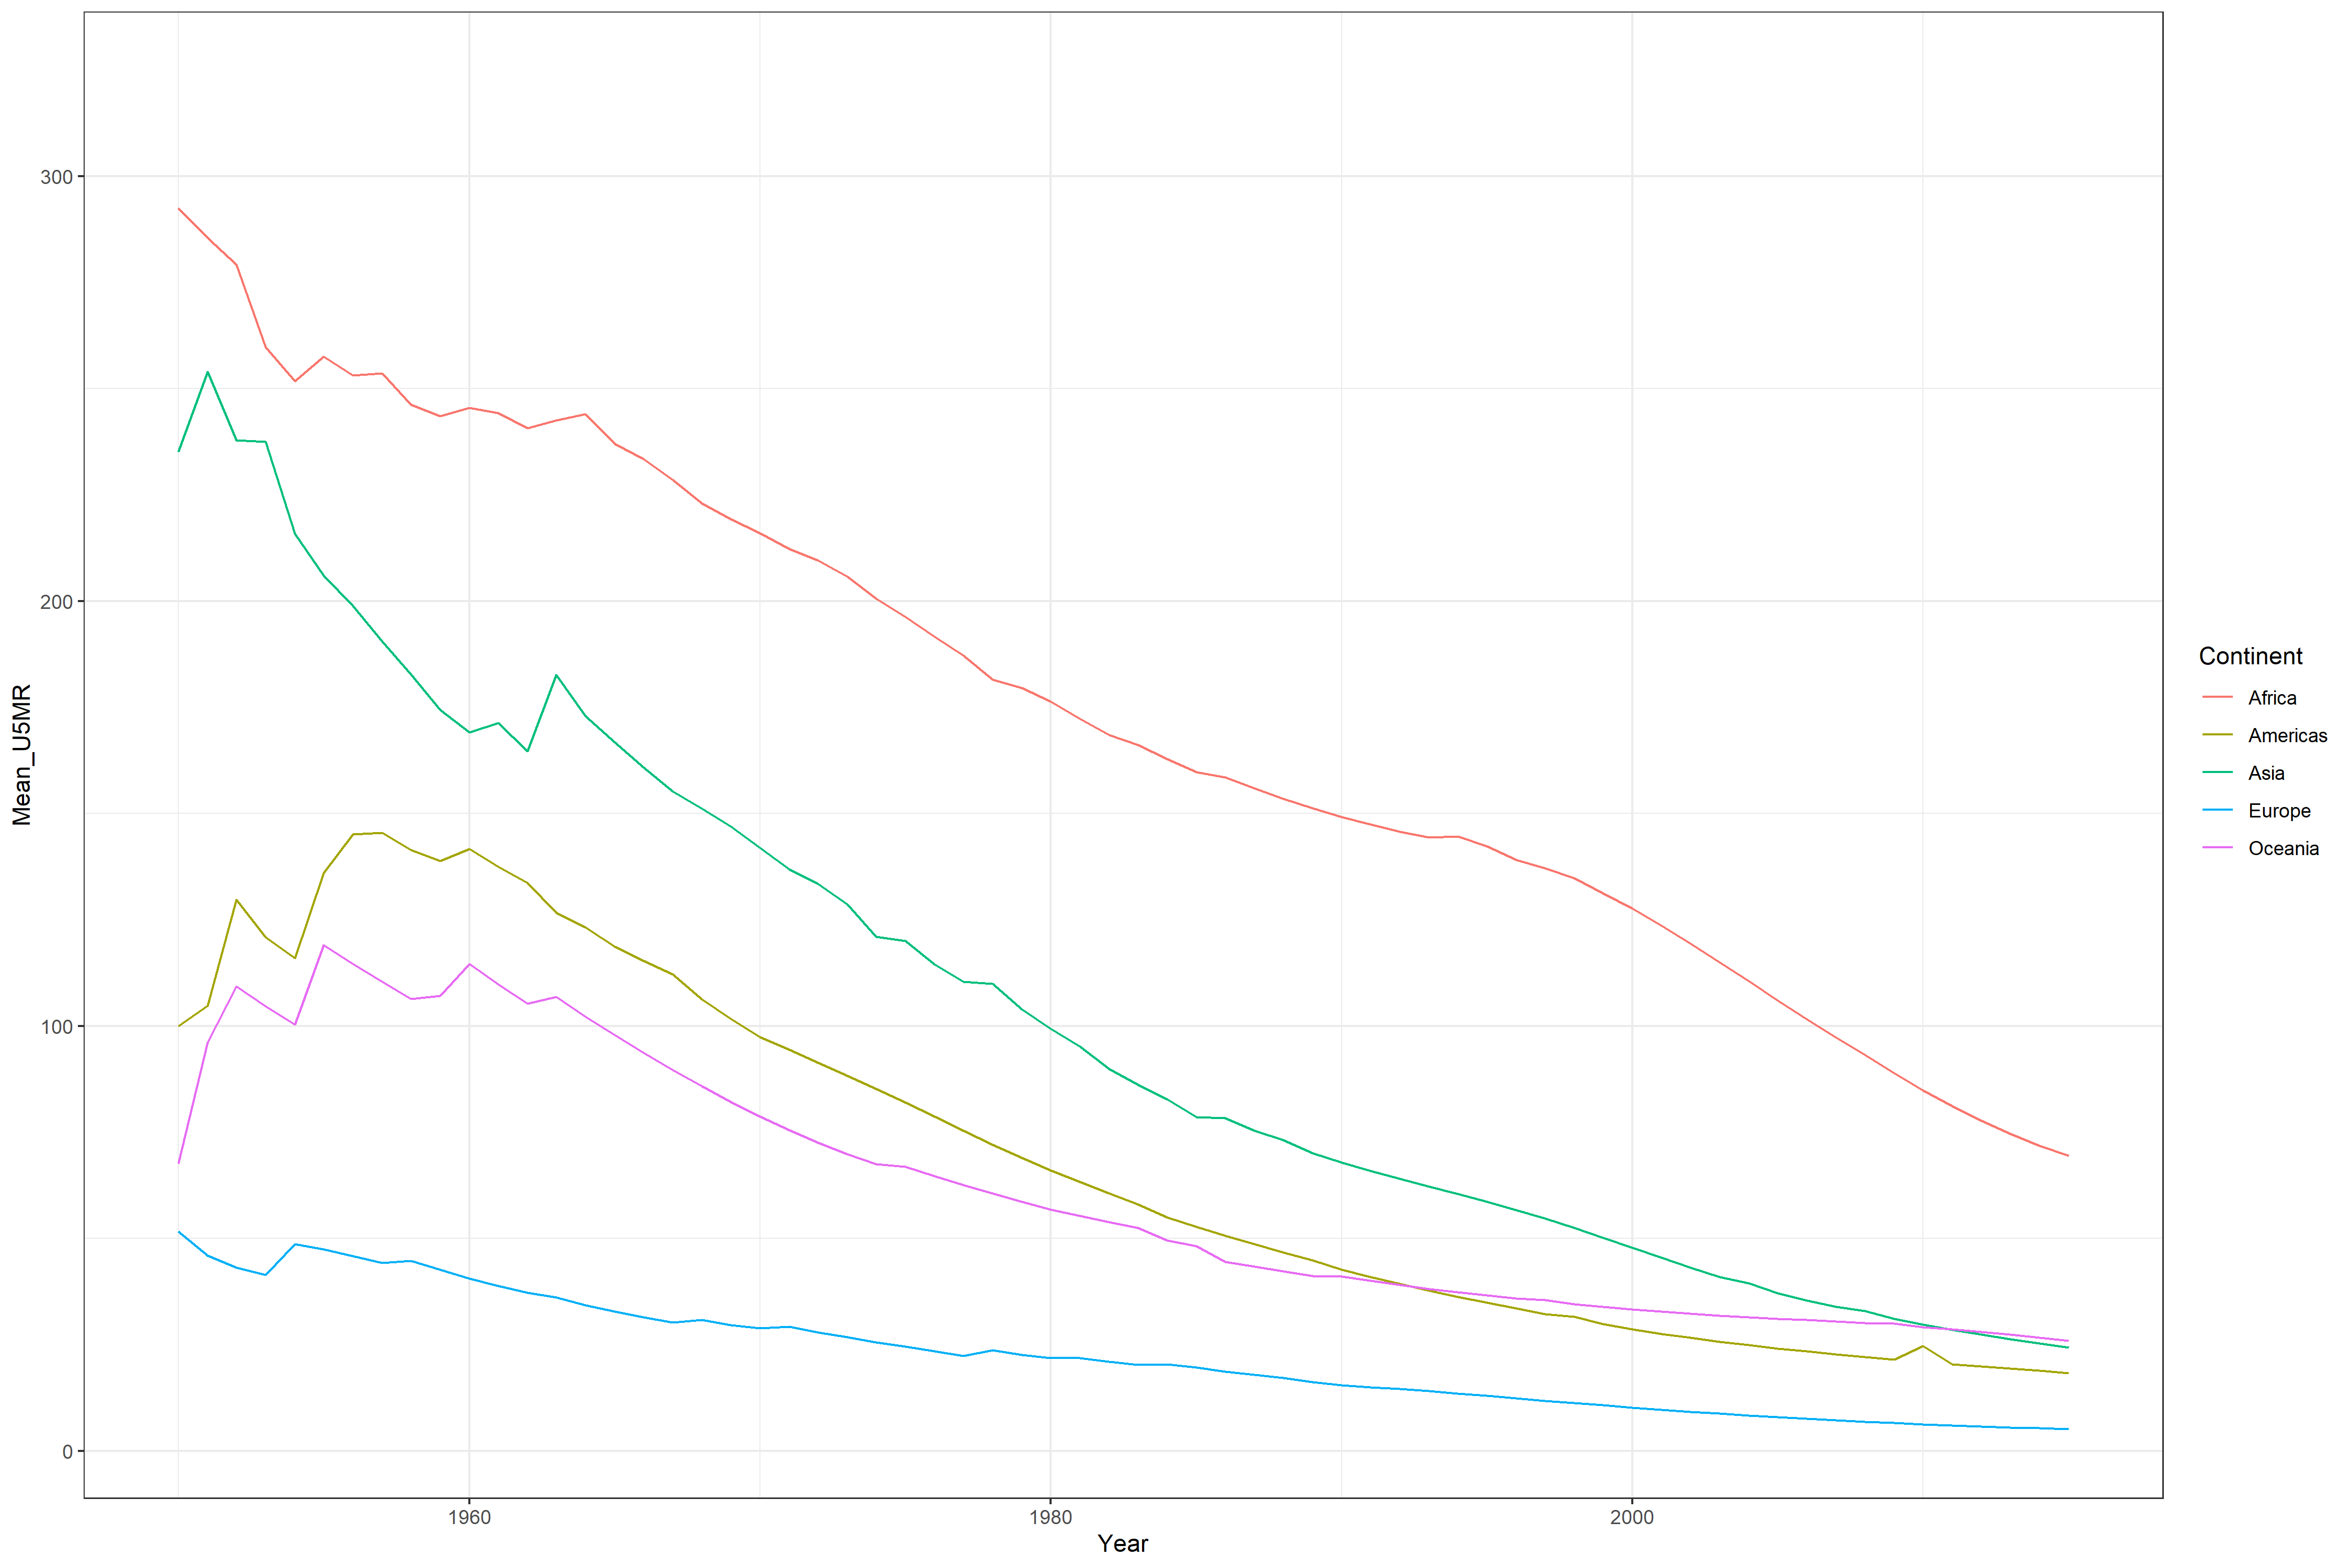 300
200
100
0
Mean_U5MR
1960
1980
2000
Year
Continent
Africa
Americas
Asia
Europe
Oceania